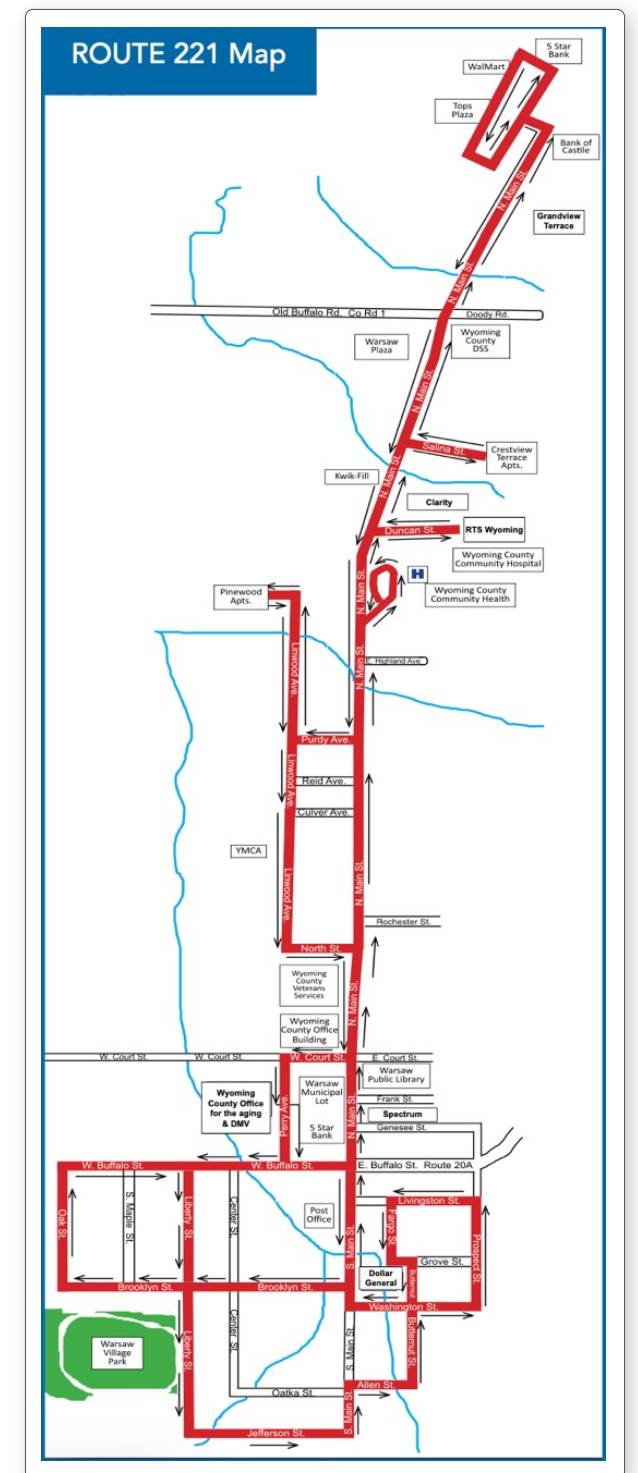 ROUTE 221 Map
5 Star
Bank
WalMart
Tops
Plaza
Bank of
Castile
N. Main St.
Grandview
Terrace
N. Main St.
Old Buffalo Rd. Co Rd 1
Doody Rd.
Warsaw
Plaza
Wyoming
County
DSS
N. Main St.
Salina St.
Crestview
Terrace
Apts.
N. Main St.
Kwik-Fill
Clarity
Duncan St.
RTS Wyoming
Wyoming County
Community Hospital
H
N. Main St.
Wyoming County
Community Health
Pinewood
Apts.
Linwood Ave.
N. Main St.
E. Highland Ave
Purdy Ave.
Linwood Ave.
Reid Ave.
Culver Ave.
YMCA
Linwood Ave.
N. Main St.
Rochester St.
North St.
Wyoming
County
Veterans
Services
N. Main St.
Wyoming
County Office
Building
W. Court St.
W. Court St.
W. Court St.
E. Court St.
Warsaw
Public Library
Wyoming
County Office
for the aging
& DMV
Perry Ave.
Warsaw
Municipal
Lot
5 Star
Bank
N. Main St.
Frank St.
Spectrum
Genesee St.
W. Buffalo St.
W. Buffalo St.
E. Buffalo St. Route 20A
Oak St.
S. Maple St.
Liberty St.
Center St.
Post
Office
S. Main St.
Livingston St.
Fargo St.
Prospect St.
Grove St.
Dollar
General
Butternut
Brooklyn St.
Brooklyn St.
Washington St.
Warsaw
Village
Park
Liberty St.
Center St.
S. Main St.
Butternut St.
Allen St.
Oatka St.
S. Main St.
Jefferson St.